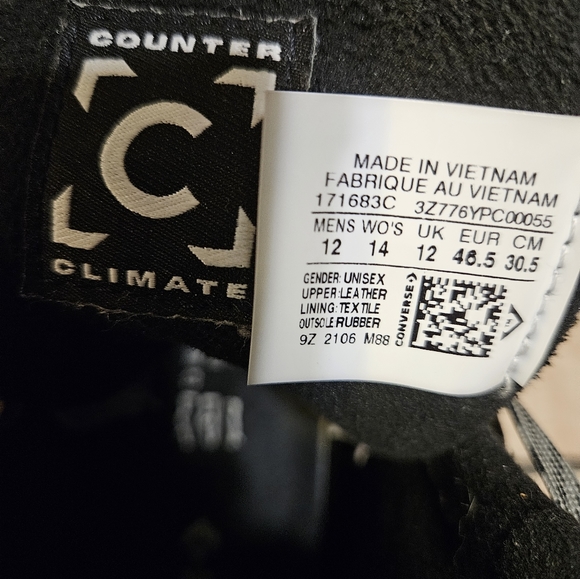 COUNTER
C
CLIMATE
MADE IN VIETNAM
FABRIQUE AU VIETNAM
171683C 3Z776YPC00055
MENS WO'S UK EUR CM
12 14 12 46.5 30.5
GENDER: UNISEX
UPPER: LEATHER
LINING: TEXTILE
OUTSOLE RUBBER
9Z 2106 M88
CONVERSE